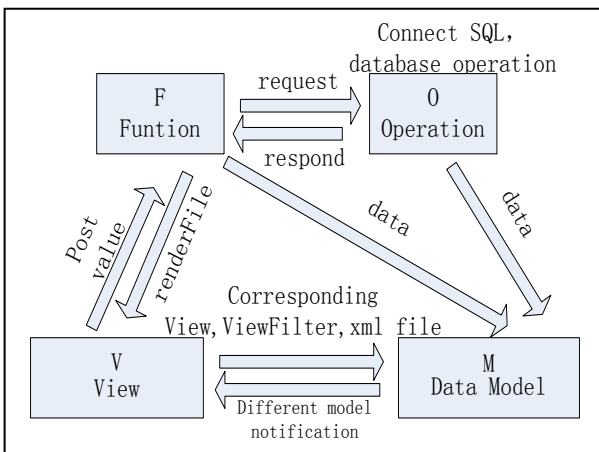 Connect SQL,
database operation
F
Funtion
request
respond
O
Operation
Post
value
renderFile
data
data
Corresponding
View,ViewFilter,xml file
V
View
M
Data Model
Different model
notification